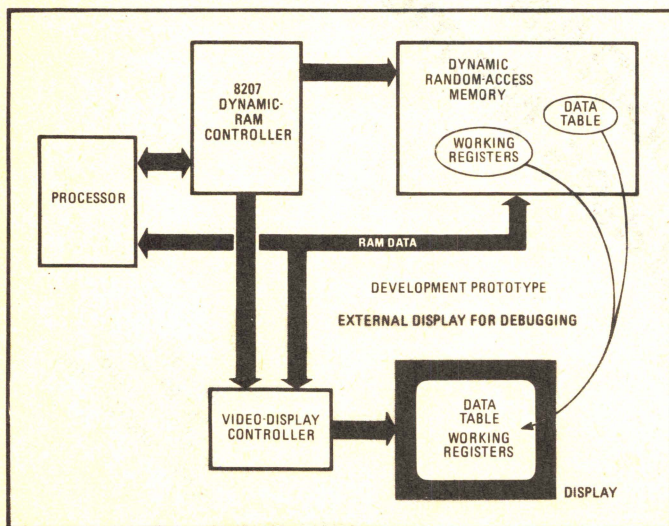 8207
DYNAMIC-
RAM
CONTROLLER
DYNAMIC
RANDOM-ACCESS
MEMORY
DATA
TABLE
WORKING
REGISTERS
PROCESSOR
RAM DATA
DEVELOPMENT PROTOTYPE
EXTERNAL DISPLAY FOR DEBUGGING
VIDEO-DISPLAY
CONTROLLER
DATA
TABLE
WORKING
REGISTERS
DISPLAY